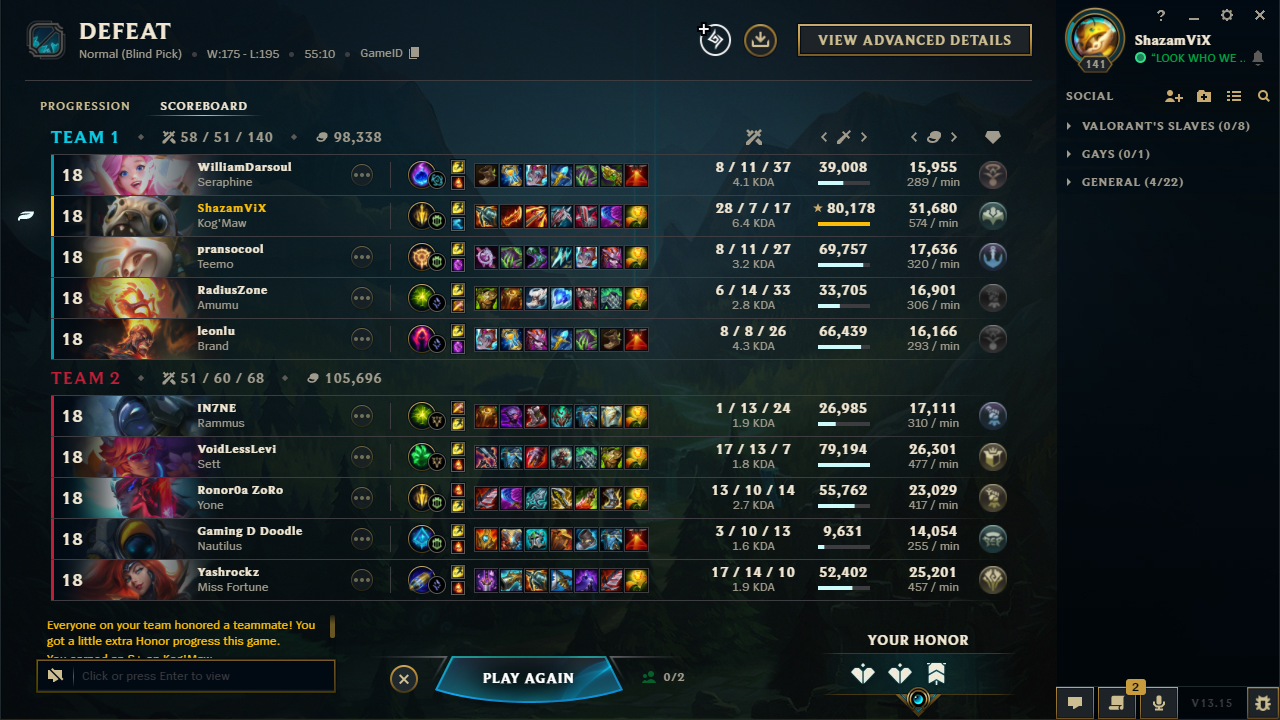 DEFEAT
Normal (Blind Pick) • W:175 - L:195 • 55:10 • GameID
VIEW ADVANCED DETAILS
PROGRESSION SCOREBOARD
TEAM 1 58 / 51 / 140 98,338
18 WilliamDarsoul 8 / 11 / 37 39,008 15,955
Seraphine 4.1 KDA 289 / min
18 ShazamViX 28 / 7 / 17 80,178 31,680
Kog'Maw 6.4 KDA 574 / min
18 pransocool 8 / 11 / 27 69,757 17,636
Teemo 3.2 KDA 320 / min
18 RadiusZone 6 / 14 / 33 33,705 16,901
Amumu 2.8 KDA 306 / min
18 leonlu 8 / 8 / 26 66,439 16,166
Brand 4.3 KDA 293 / min
TEAM 2 51 / 60 / 68 105,696
18 IN7NE 1 / 13 / 24 26,985 17,111
Rammus 1.9 KDA 310 / min
18 VoidLessLevi 17 / 13 / 7 79,194 26,301
Sett 1.8 KDA 477 / min
18 Ronor0a ZoRo 13 / 10 / 14 55,762 23,029
Yone 2.7 KDA 417 / min
18 Gaming D Doodle 3 / 10 / 13 9,631 14,054
Nautilus 1.6 KDA 255 / min
18 Yashrockz 17 / 14 / 10 52,402 25,201
Miss Fortune 1.9 KDA 457 / min
Everyone on your team honored a teammate! You
got a little extra Honor progress this game.
Click or press Enter to view
PLAY AGAIN
0/2
YOUR HONOR
?
ShazamViX
141
"LOOK WHO WE ..
SOCIAL
VALORANT'S SLAVES (0/8)
GAYS (0/1)
GENERAL (4/22)
2
V13.15